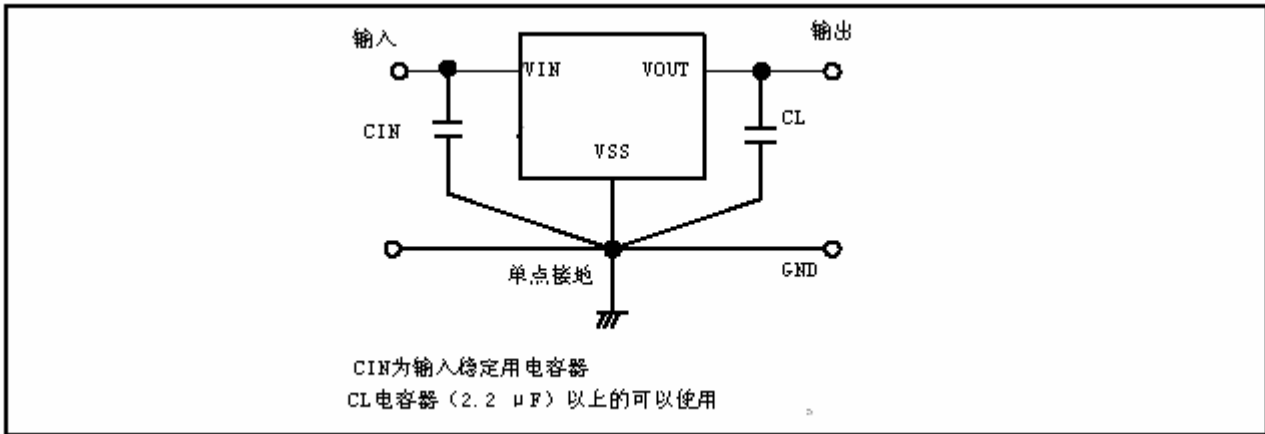 输入
输出
VIN
VOUT
CIN
CL
VSS
单点接地
GND
CIN为输入稳定用电容器
CL电容器（2.2 μF）以上的可以使用